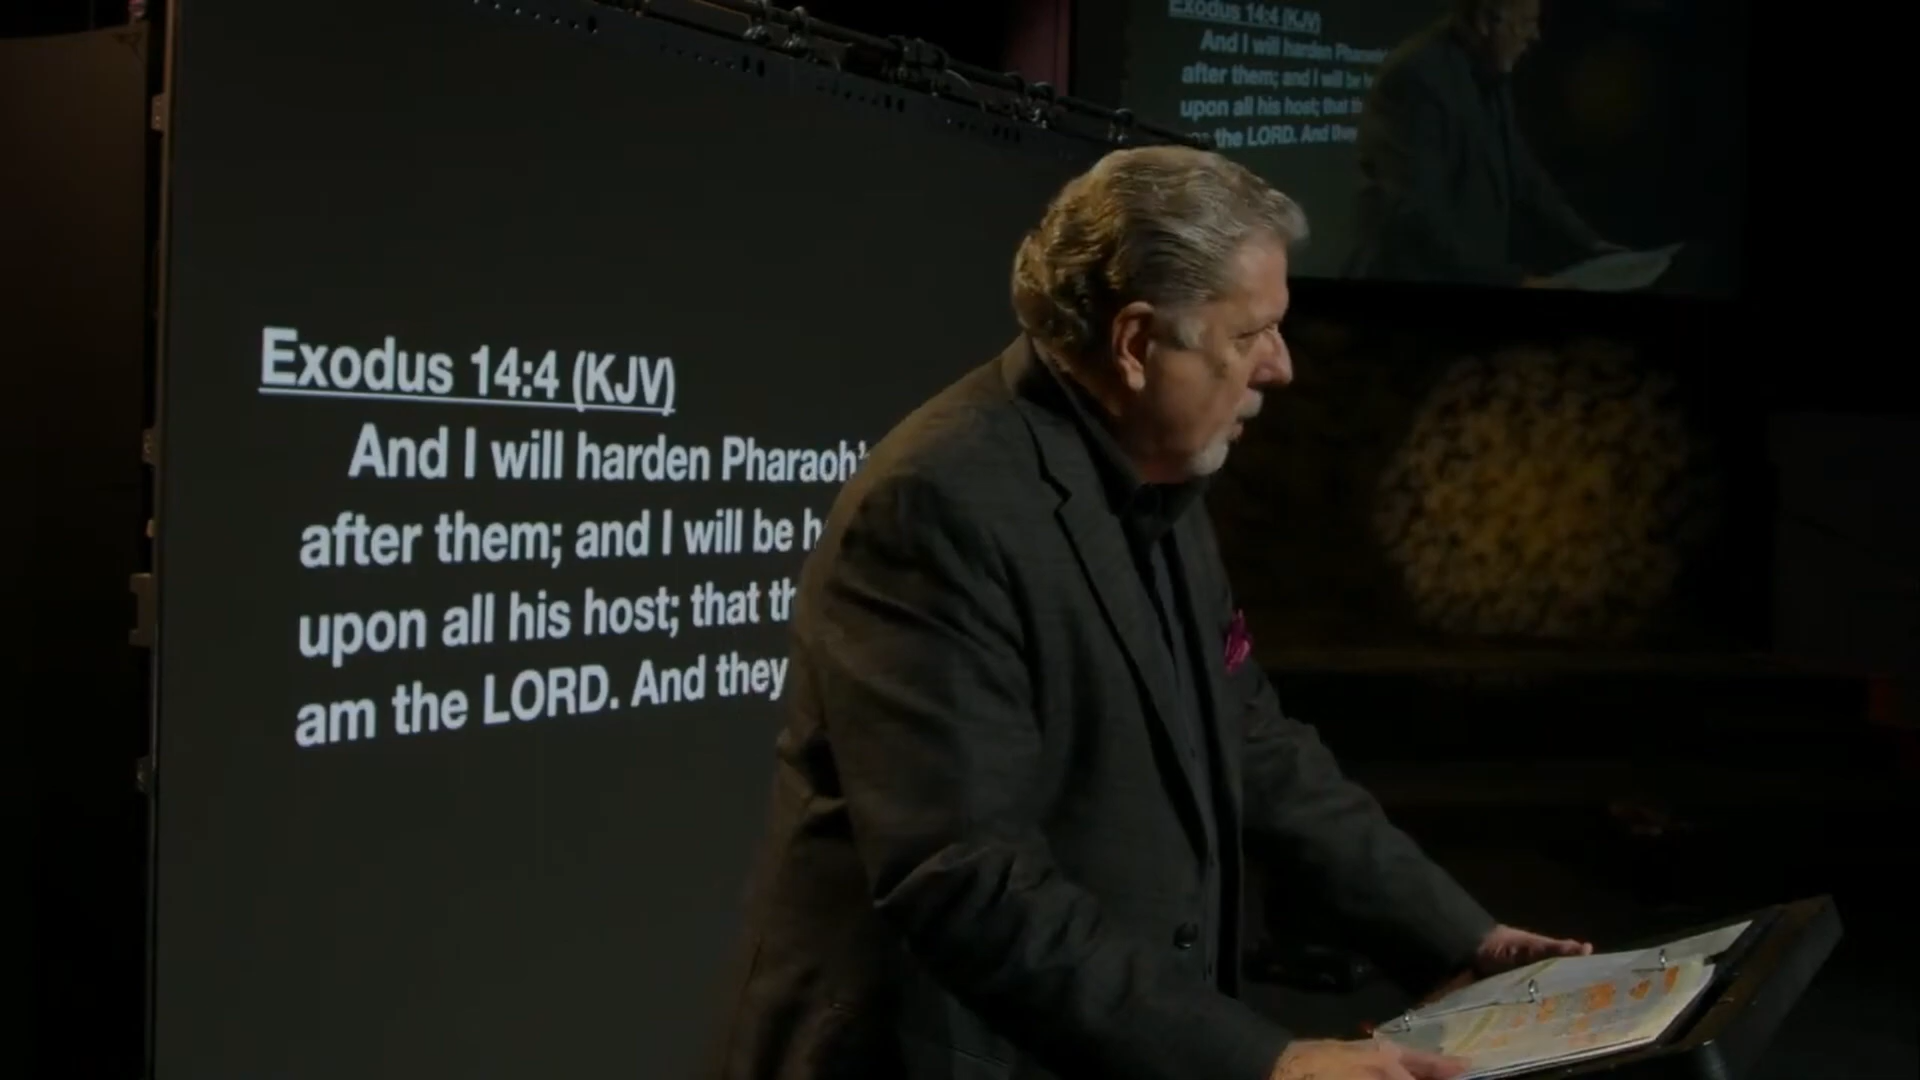 Exodus 14:4 (KJV)
And I will harden Pharaoh'
after them; and I will be
upon all his host; that
am the LORD. And they
Exodus 14:4 (KJV)
And I will harden
after them; and I will be
upon all his host; that
the LORD. And they